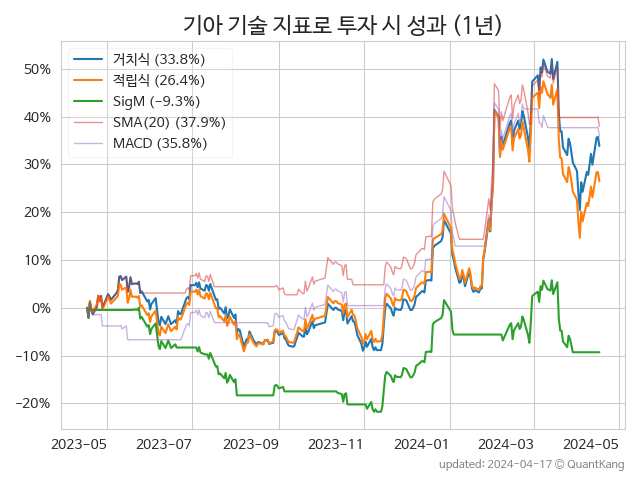 기아 기술 지표로 투자 시 성과 (1년)
거치식 (33.8%)
적립식 (26.4%)
SigM (−9.3%)
SMA(20) (37.9%)
MACD (35.8%)
50%
40%
30%
20%
10%
0%
−10%
−20%
2023-05 2023-07 2023-09 2023-11 2024-01 2024-03 2024-05
updated: 2024-04-17 © QuantKang